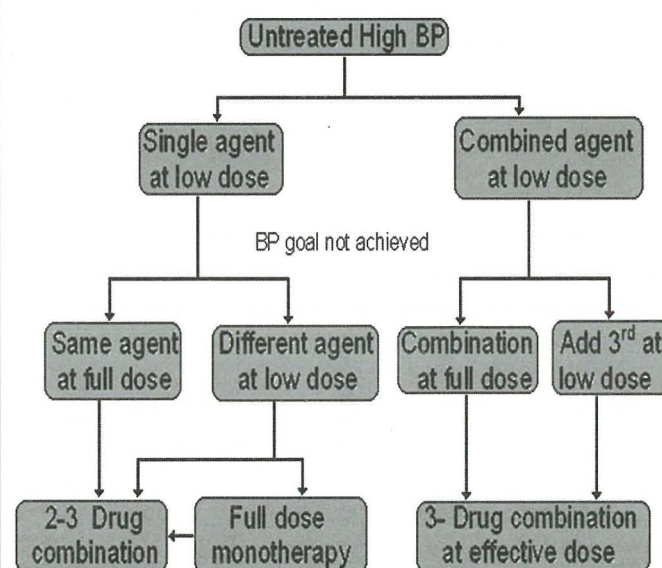 Untreated High BP
Single agent
at low dose
Combined agent
at low dose
BP goal not achieved
Same agent
at full dose
Different agent
at low dose
Combination
at full dose
Add 3rd at
low dose
2-3 Drug
combination
Full dose
monotherapy
3- Drug combination
at effective dose